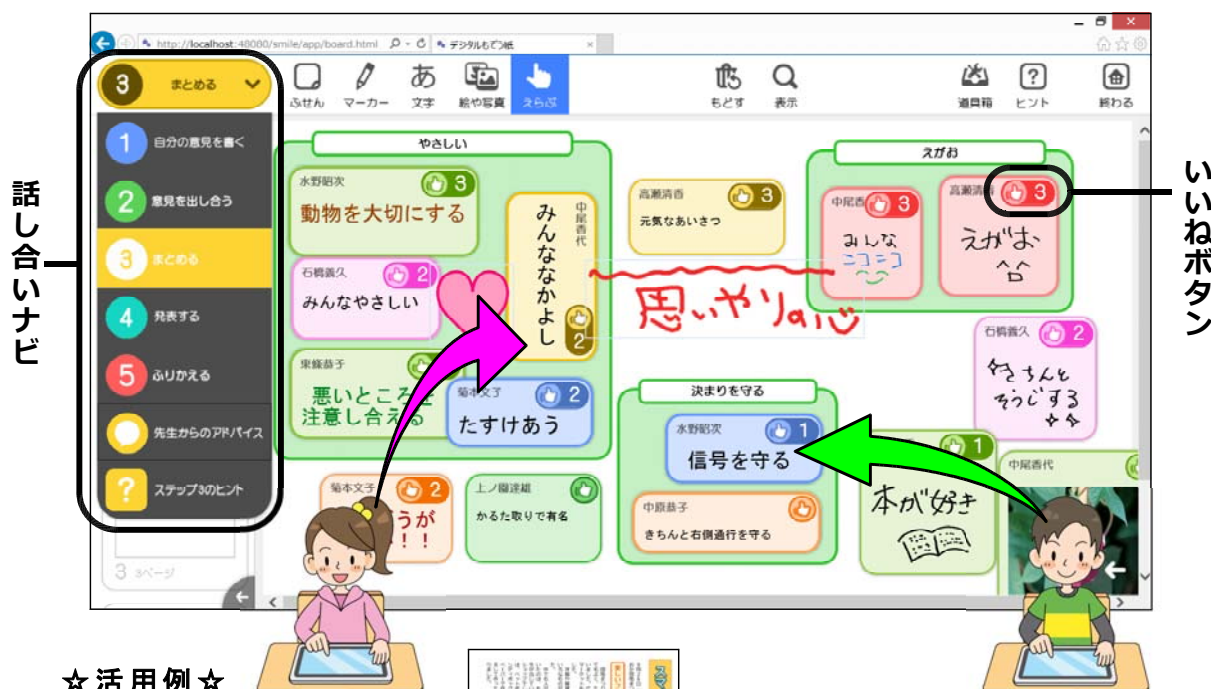 http://localhost:48080/smile/app/board.html
デジタルもぞう紙
3 まとめる
ふせん
マーカー
文字
絵や写真
えらぶ
もどす
表示
道具箱
ヒント
終わる
話し合いナビ
1 自分の意見を書く
2 意見を出し合う
3 まとめる
4 発表する
5 ふりかえる
先生からのアドバイス
? ステップ3のヒント
3 3ページ
やさしい
水野昭次 3
動物を大切にする
石橋義久 2
みんなやさしい
東條恭子
悪いところを
注意し合える
中尾香代
みんななかよし
2
菊本文子 2
たすけあう
高瀬清香 3
元気なあいさつ
思いやりの心
えがお
中尾香 3
みんな
ニコニコ
高瀬清香 3
えがお
いいねボタン
石橋義久 2
きちんと
そうじする
決まりを守る
水野昭次 1
信号を守る
中原恭子
きちんと右側通行を守る
1
本が好き
中尾香代
菊本文子 2
うが
!!
上ノ園達雄
かるた取りで有名
☆活用例☆